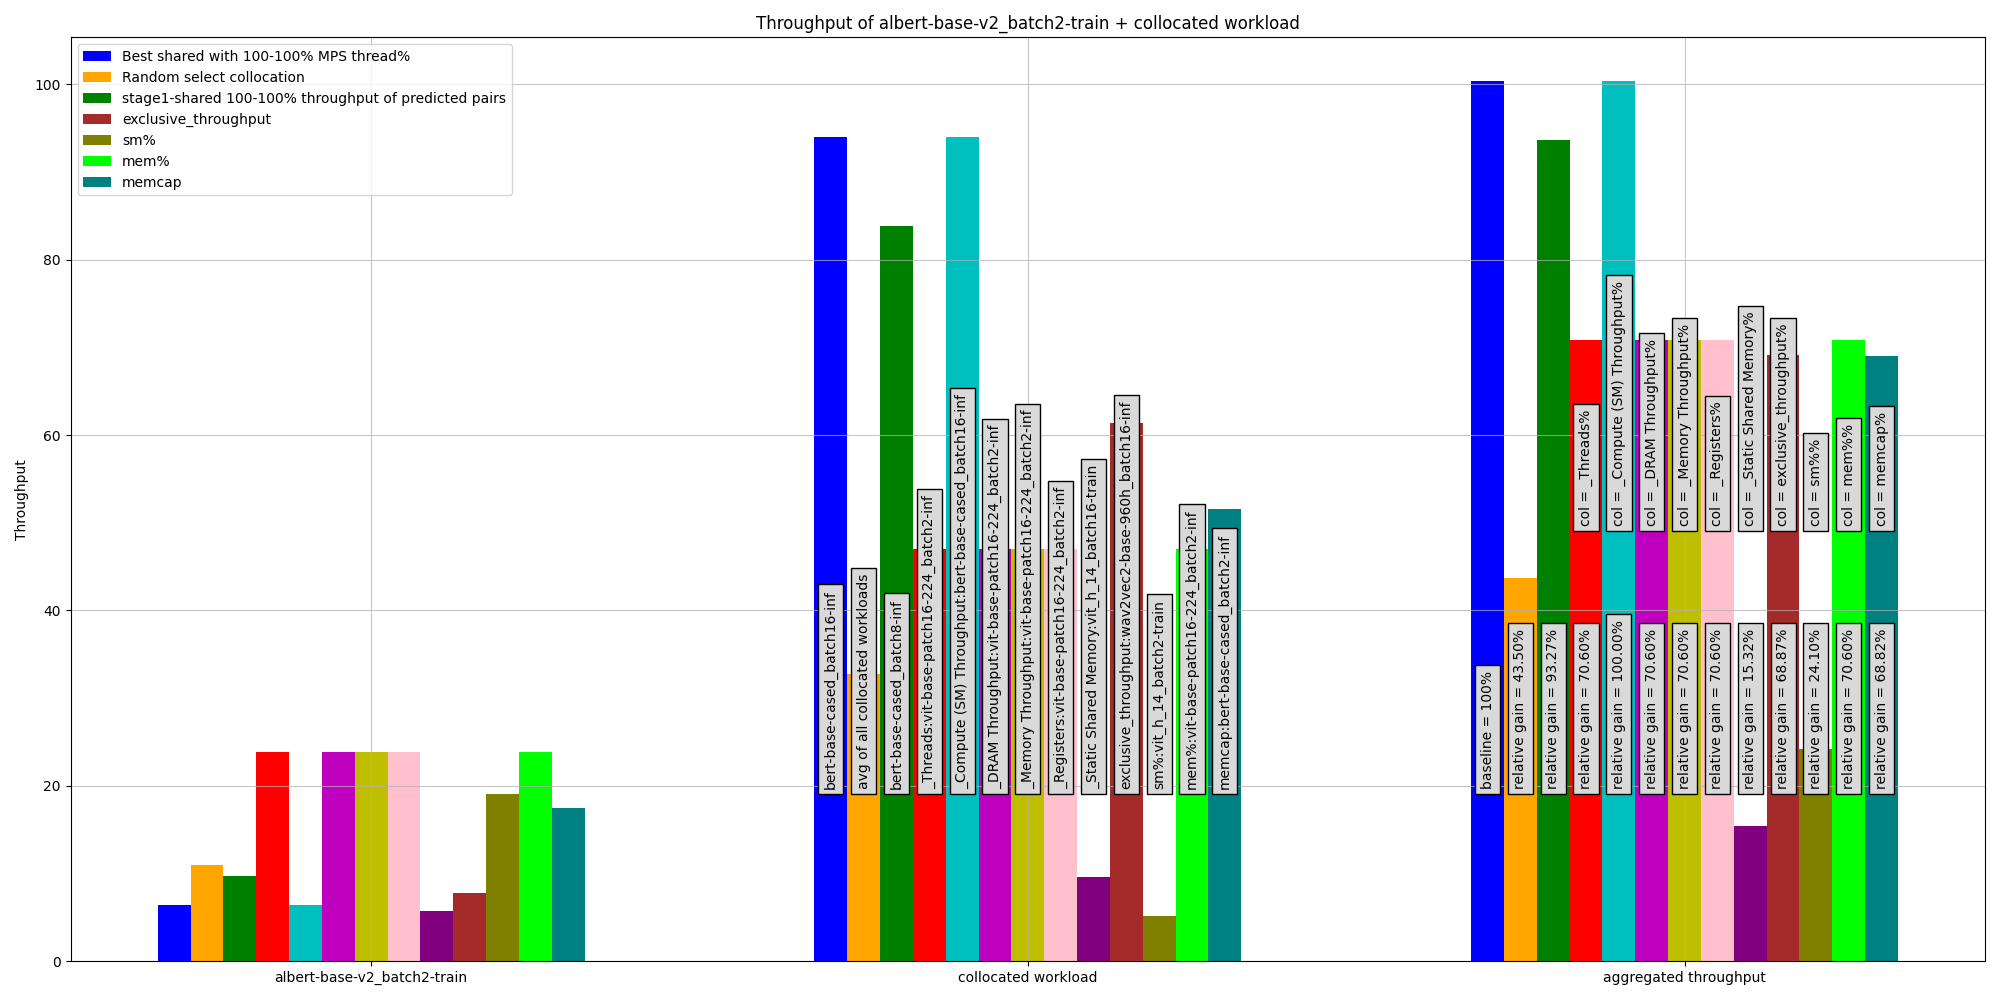 Throughput of albert-base-v2_batch2-train + collocated workload
Best shared with 100-100% MPS thread%
Random select collocation
stage1-shared 100-100% throughput of predicted pairs
exclusive_throughput
sm%
mem%
memcap
Throughput
100
80
60
40
20
0
bert-base-cased_batch16-inf
avg of all collocated workloads
bert-base-cased_batch8-inf
_Threads:vit-base-patch16-224_batch2-inf
_Compute (SM) Throughput:bert-base-cased_batch16-inf
_DRAM Throughput:vit-base-patch16-224_batch2-inf
_Memory Throughput:vit-base-patch16-224_batch2-inf
_Registers:vit-base-patch16-224_batch2-inf
_Static Shared Memory:vit_h_14_batch16-train
exclusive_throughput:wav2vec2-base-960h_batch16-inf
sm%:vit_h_14_batch2-train
mem%:vit-base-patch16-224_batch2-inf
memcap:bert-base-cased_batch2-inf
col = _Threads%
col = _Compute (SM) Throughput%
col = _DRAM Throughput%
col = _Memory Throughput%
col = _Registers%
col = _Static Shared Memory%
col = exclusive_throughput%
col = sm%%
col = mem%%
col = memcap%
baseline = 100%
relative gain = 43.50%
relative gain = 93.27%
relative gain = 70.60%
relative gain = 100.00%
relative gain = 70.60%
relative gain = 70.60%
relative gain = 70.60%
relative gain = 15.32%
relative gain = 68.87%
relative gain = 24.10%
relative gain = 70.60%
relative gain = 68.82%
albert-base-v2_batch2-train
collocated workload
aggregated throughput